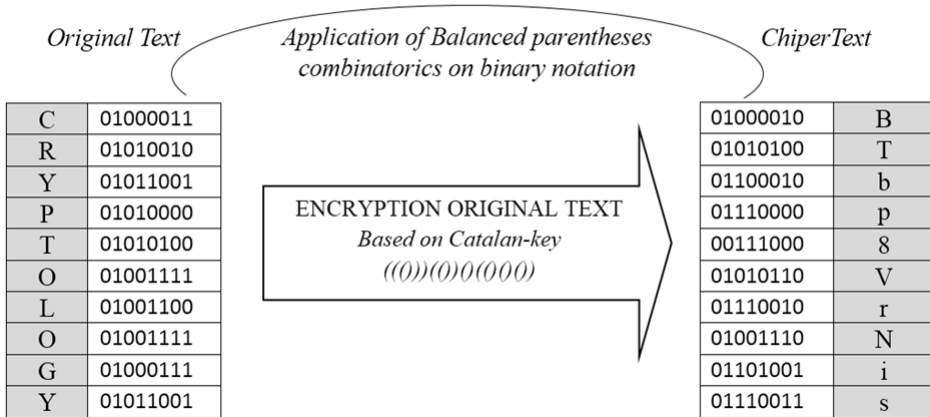 Original Text
Application of Balanced parentheses
combinatorics on binary notation
ChiperText
C 01000011 01000010 B
R 01010010 01010100 T
Y 01011001 01100010 b
P 01010000 01110000 p
T 01010100 00111000 8
O 01001111 01010110 V
L 01001100 01110010 r
O 01001111 01001110 N
G 01000111 01101001 i
Y 01011001 01110011 s
ENCRYPTION ORIGINAL TEXT
Based on Catalan-key
((()))(()()(()()())